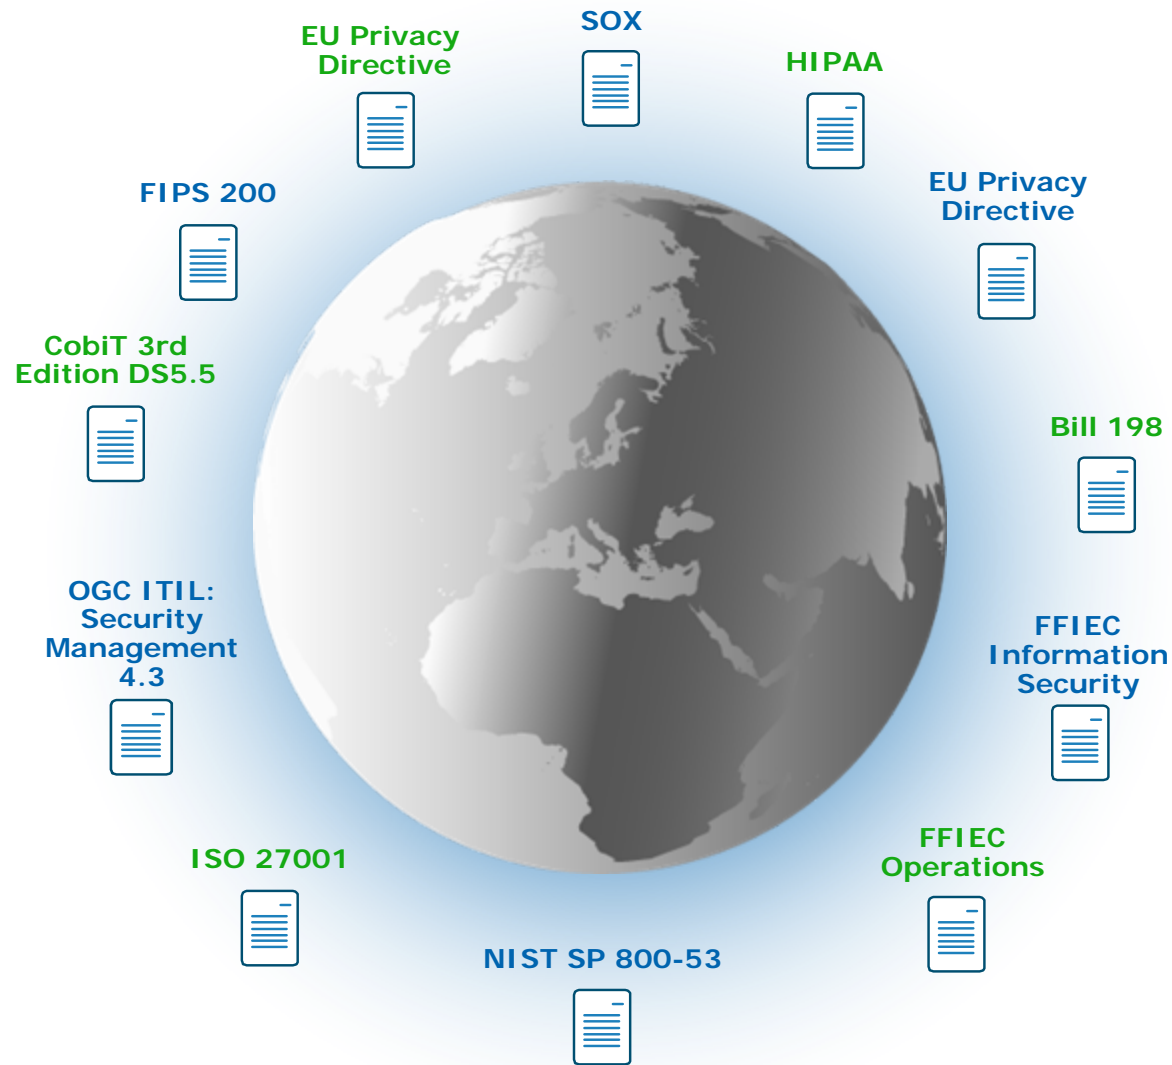 SOX
EU Privacy
Directive
HIPAA
EU Privacy
Directive
FIPS 200
CobiT 3rd
Edition DS5.5
Bill 198
OGC ITIL:
Security
Management
4.3
FFIEC
Information
Security
FFIEC
Operations
ISO 27001
NIST SP 800-53